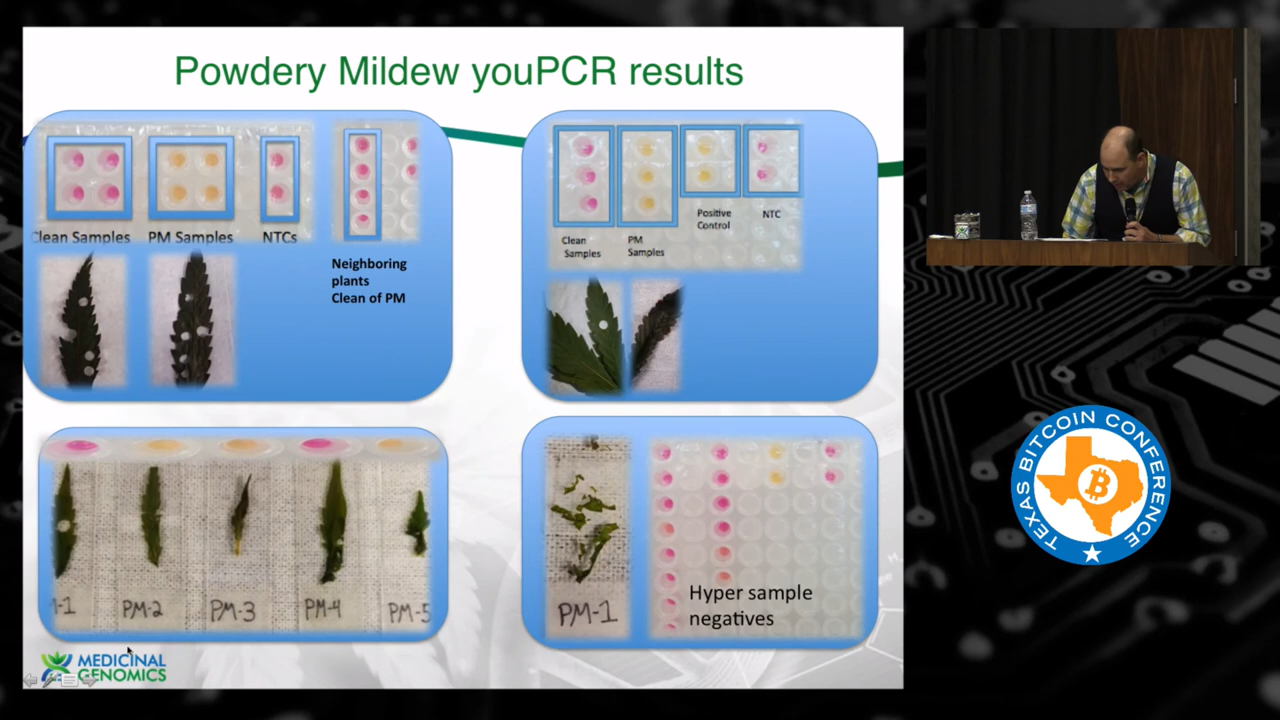 Powdery Mildew youPCR results
Clean Samples
PM Samples
NTCs
Neighboring
plants
Clean of PM
Clean
Samples
PM
Samples
Positive
Control
NTC
-1
PM-2
PM-3
PM-4
PM-5
PM-1
Hyper sample
negatives
MEDICINAL
GENOMICS
TEXAS BITCOIN CONFERENCE